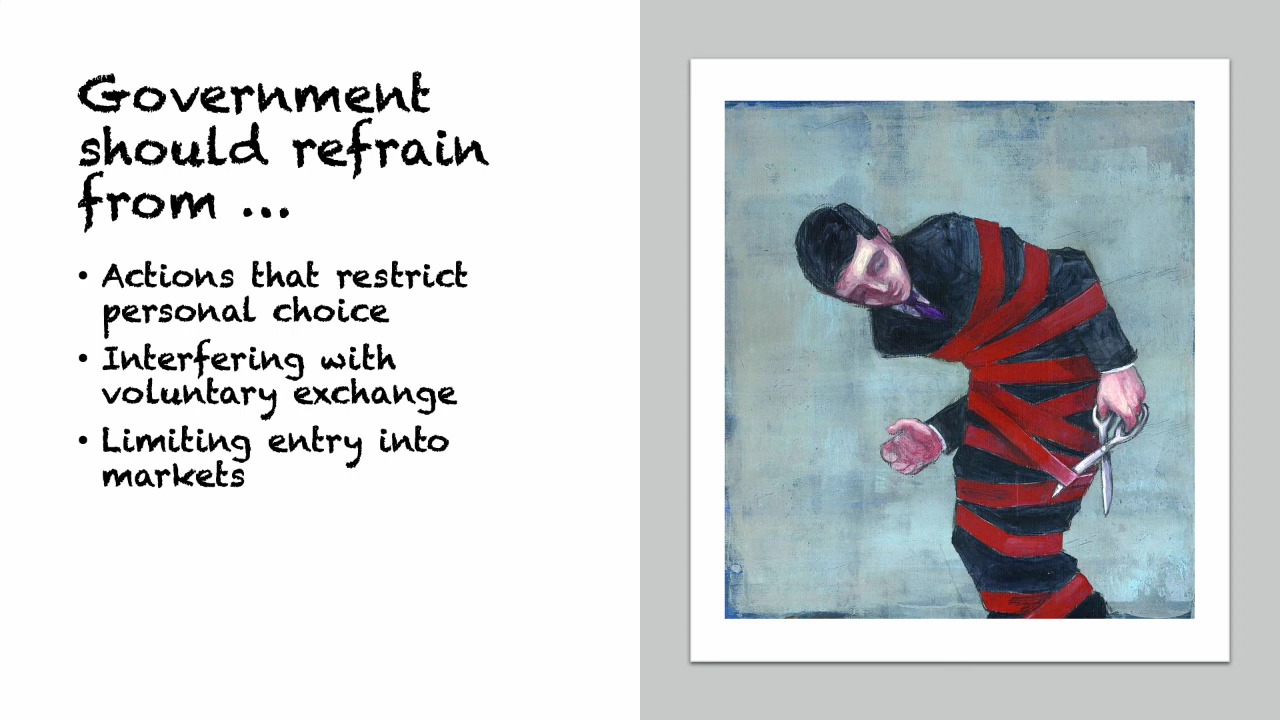 Government
should refrain
from ...
• Actions that restrict
personal choice
• Interfering with
voluntary exchange
• Limiting entry into
markets